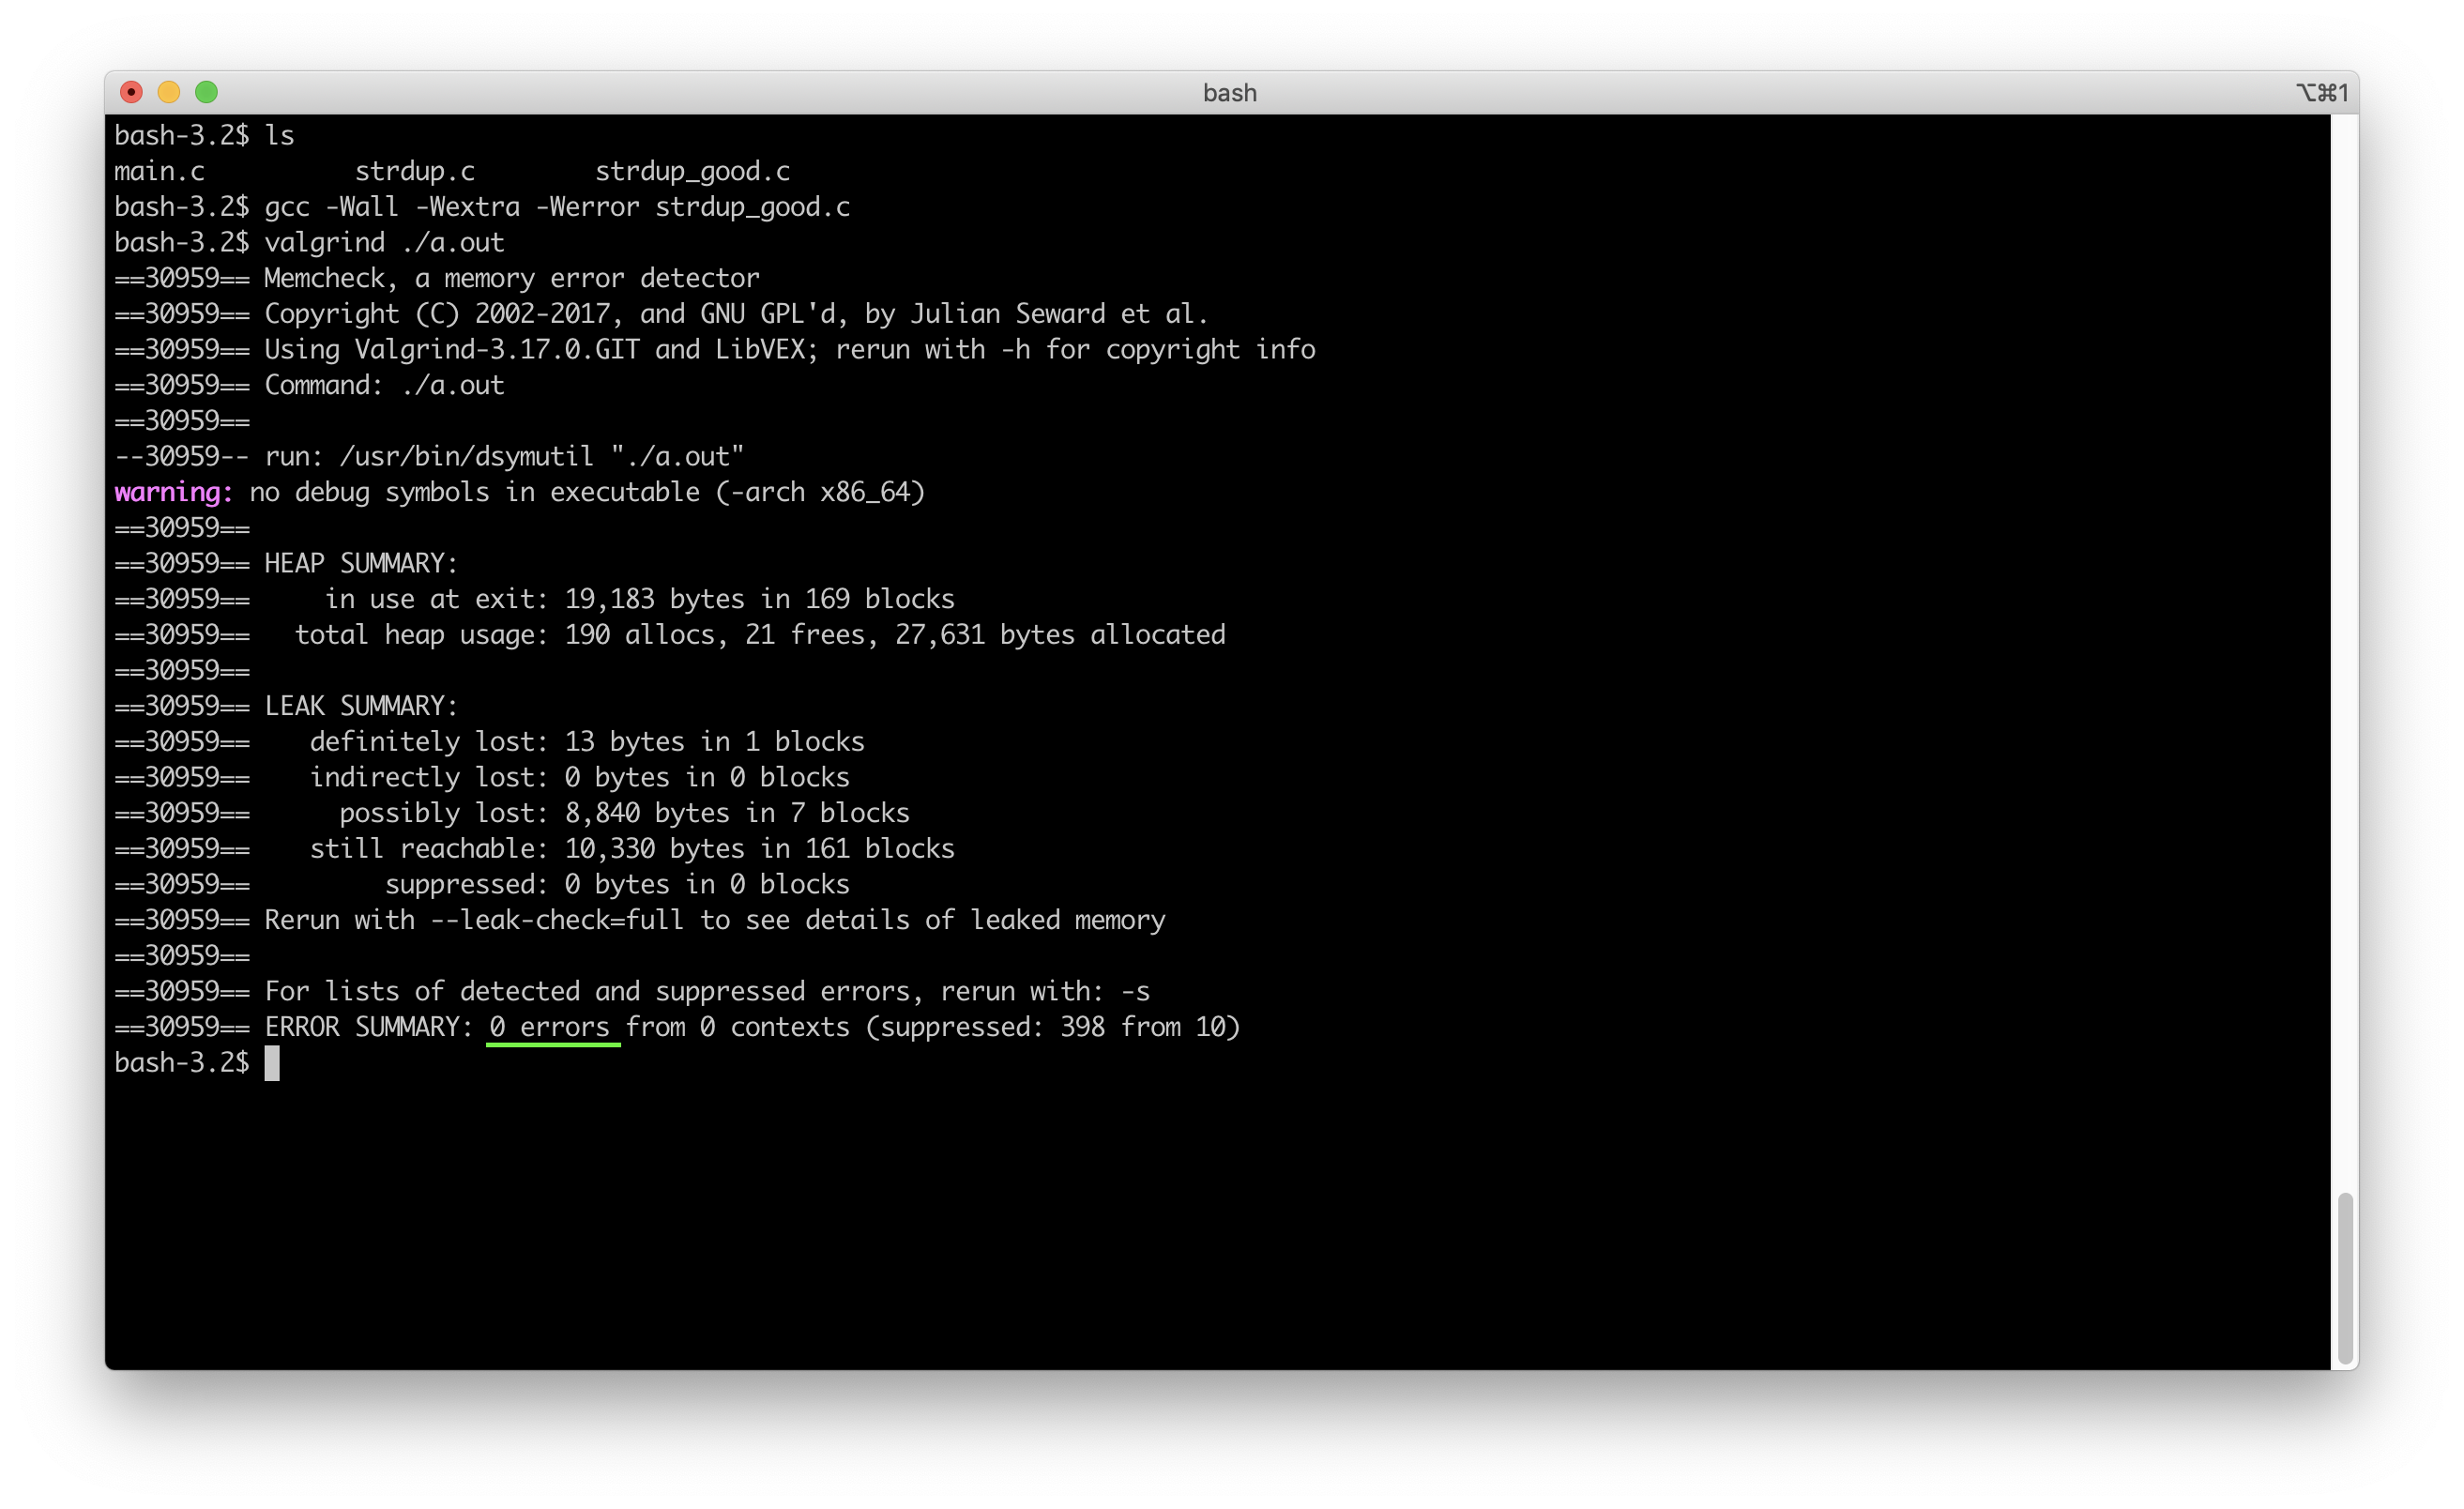 bash
⌥⌘1
bash-3.2$ ls
main.c          strdup.c        strdup_good.c
bash-3.2$ gcc -Wall -Wextra -Werror strdup_good.c
bash-3.2$ valgrind ./a.out
==30959== Memcheck, a memory error detector
==30959== Copyright (C) 2002-2017, and GNU GPL'd, by Julian Seward et al.
==30959== Using Valgrind-3.17.0.GIT and LibVEX; rerun with -h for copyright info
==30959== Command: ./a.out
==30959==
--30959-- run: /usr/bin/dsymutil "./a.out"
warning: no debug symbols in executable (-arch x86_64)
==30959==
==30959== HEAP SUMMARY:
==30959==     in use at exit: 19,183 bytes in 169 blocks
==30959==   total heap usage: 190 allocs, 21 frees, 27,631 bytes allocated
==30959==
==30959== LEAK SUMMARY:
==30959==    definitely lost: 13 bytes in 1 blocks
==30959==    indirectly lost: 0 bytes in 0 blocks
==30959==      possibly lost: 8,840 bytes in 7 blocks
==30959==    still reachable: 10,330 bytes in 161 blocks
==30959==         suppressed: 0 bytes in 0 blocks
==30959== Rerun with --leak-check=full to see details of leaked memory
==30959==
==30959== For lists of detected and suppressed errors, rerun with: -s
==30959== ERROR SUMMARY: 0 errors from 0 contexts (suppressed: 398 from 10)
bash-3.2$